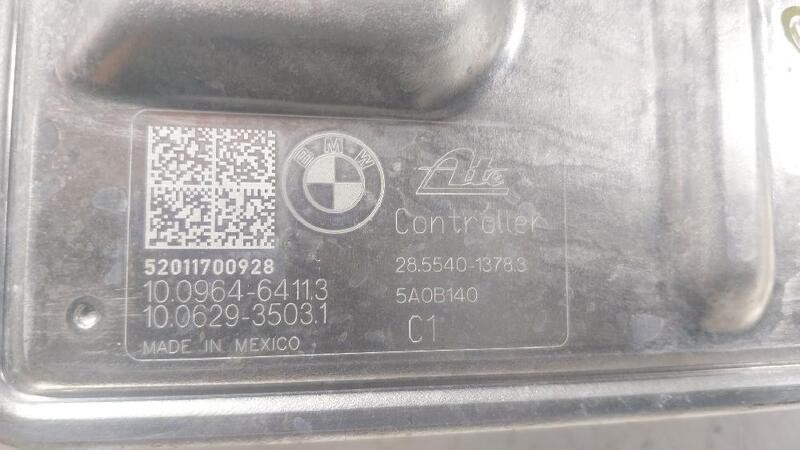 BMW
Ate
Controller
52011700928
28.5540-1378.3
10.0964-6411.3
5A0B140
10.0629-3503.1
C1
MADE IN MEXICO